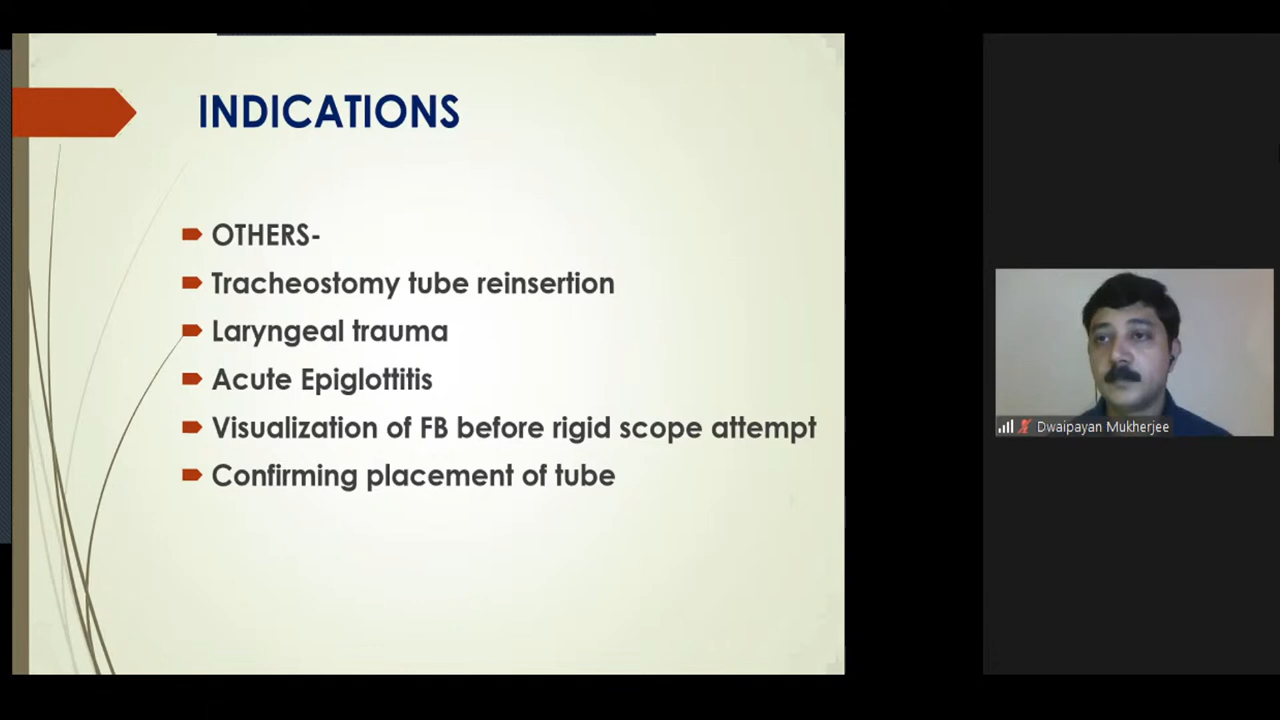 INDICATIONS
OTHERS-
Tracheostomy tube reinsertion
Laryngeal trauma
Acute Epiglottitis
Visualization of FB before rigid scope attempt
Confirming placement of tube
Dwaipayan Mukherjee